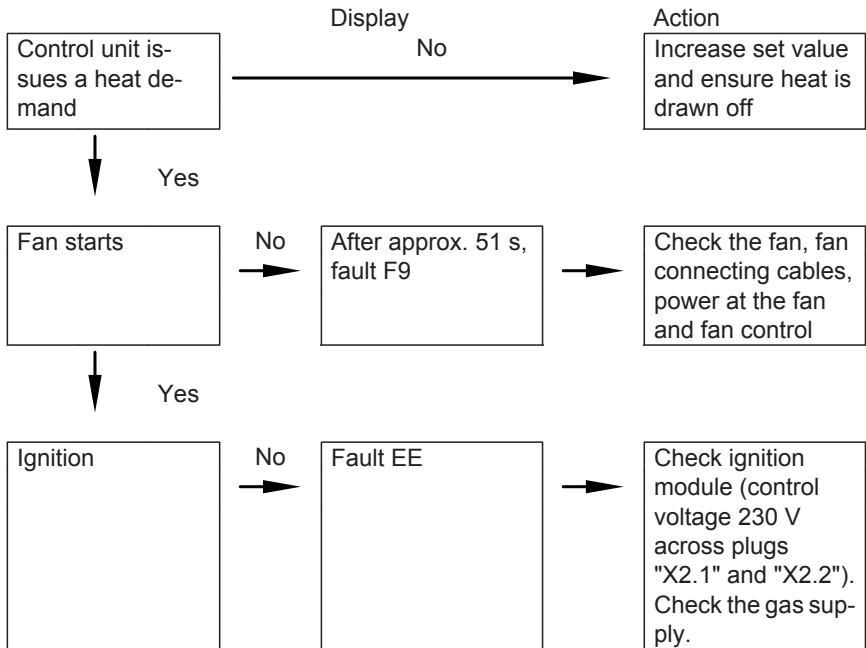 Display
Action
Control unit is-
sues a heat de-
mand
No
Increase set value
and ensure heat is
drawn off
Yes
Fan starts
No
After approx. 51 s,
fault F9
Check the fan, fan
connecting cables,
power at the fan
and fan control
Yes
Ignition
No
Fault EE
Check ignition
module (control
voltage 230 V
across plugs
"X2.1" and "X2.2").
Check the gas sup-
ply.